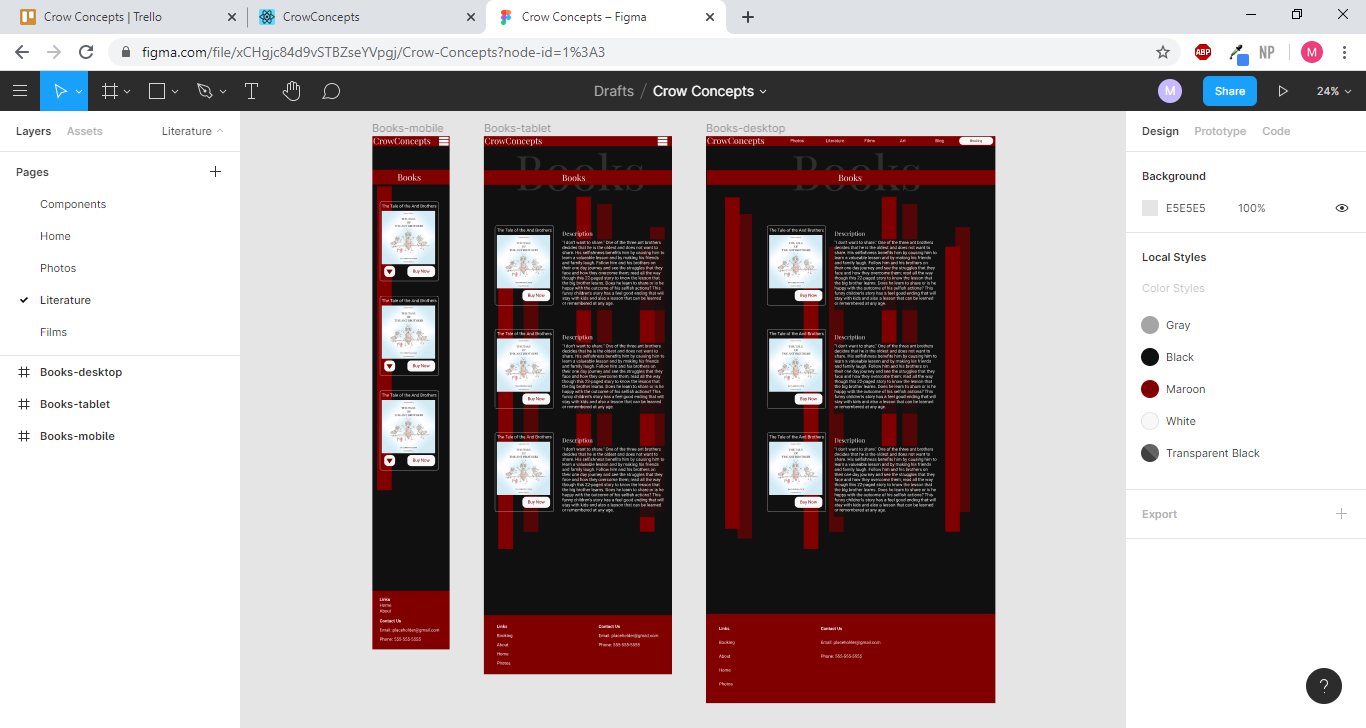 Crow Concepts | Trello
CrowConcepts
Crow Concepts – Figma
figma.com/file/xCHgjc84d9vSTBZseYVpgj/Crow-Concepts?node-id=1%3A3
ABP
NP
M
Drafts / Crow Concepts
M
Share
24%
Layers
Assets
Literature
Pages
Components
Home
Photos
Literature
Films
Books-desktop
Books-tablet
Books-mobile
Books-mobile
CrowConcepts
Books
The Tale of the And Brothers
Buy Now
The Tale of the And Brothers
Buy Now
The Tale of the And Brothers
Buy Now
Links
Home
About
Contact Us
Email: placeholder@gmail.com
Phone: 555-555-5555
Books-tablet
CrowConcepts
Books
Books
The Tale of the And Brothers
Buy Now
Description
"I don't want to share." One of the three ant brothers
decides that he is the oldest and does not want to
share. His selfishness benefits him by causing him to
learn a valueable lesson and by making his friends
and family laugh. Follow him and his brothers on
their one day journey and see the struggles that they
face and how they overcome them; read all the way
though this 22-paged story to know the lesson that
the big brother learns. Does he learn to share or is he
happy with the outcome of his selfish actions? This
funny children's story has a feel good ending that will
stay with kids and also a lesson that can be learned
or remembered at any age.
The Tale of the And Brothers
Buy Now
Description
"I don't want to share." One of the three ant brothers
decides that he is the oldest and does not want to
share. His selfishness benefits him by causing him to
learn a valueable lesson and by making his friends
and family laugh. Follow him and his brothers on
their one day journey and see the struggles that they
face and how they overcome them; read all the way
though this 22-paged story to know the lesson that
the big brother learns. Does he learn to share or is he
happy with the outcome of his selfish actions? This
funny children's story has a feel good ending that will
stay with kids and also a lesson that can be learned
or remembered at any age.
The Tale of the And Brothers
Buy Now
Description
"I don't want to share." One of the three ant brothers
decides that he is the oldest and does not want to
share. His selfishness benefits him by causing him to
learn a valueable lesson and by making his friends
and family laugh. Follow him and his brothers on
their one day journey and see the struggles that they
face and how they overcome them; read all the way
though this 22-paged story to know the lesson that
the big brother learns. Does he learn to share or is he
happy with the outcome of his selfish actions? This
funny children's story has a feel good ending that will
stay with kids and also a lesson that can be learned
or remembered at any age.
Links
Booking
About
Home
Photos
Contact Us
Email: placeholder@gmail.com
Phone: 555-555-5555
Books-desktop
CrowConcepts
Photos
Literature
Films
Art
Blog
Booking
Books
Books
The Tale of the And Brothers
Buy Now
Description
"I don't want to share." One of the three ant brothers
decides that he is the oldest and does not want to
share. His selfishness benefits him by causing him to
learn a valueable lesson and by making his friends
and family laugh. Follow him and his brothers on
their one day journey and see the struggles that they
face and how they overcome them; read all the way
though this 22-paged story to know the lesson that
the big brother learns. Does he learn to share or is he
happy with the outcome of his selfish actions? This
funny children's story has a feel good ending that will
stay with kids and also a lesson that can be learned
or remembered at any age.
The Tale of the And Brothers
Buy Now
Description
"I don't want to share." One of the three ant brothers
decides that he is the oldest and does not want to
share. His selfishness benefits him by causing him to
learn a valueable lesson and by making his friends
and family laugh. Follow him and his brothers on
their one day journey and see the struggles that they
face and how they overcome them; read all the way
though this 22-paged story to know the lesson that
the big brother learns. Does he learn to share or is he
happy with the outcome of his selfish actions? This
funny children's story has a feel good ending that will
stay with kids and also a lesson that can be learned
or remembered at any age.
The Tale of the And Brothers
Buy Now
Description
"I don't want to share." One of the three ant brothers
decides that he is the oldest and does not want to
share. His selfishness benefits him by causing him to
learn a valueable lesson and by making his friends
and family laugh. Follow him and his brothers on
their one day journey and see the struggles that they
face and how they overcome them; read all the way
though this 22-paged story to know the lesson that
the big brother learns. Does he learn to share or is he
happy with the outcome of his selfish actions? This
funny children's story has a feel good ending that will
stay with kids and also a lesson that can be learned
or remembered at any age.
Links
Booking
About
Home
Photos
Contact Us
Email: placeholder@gmail.com
Phone: 555-555-5555
Design
Prototype
Code
Background
E5E5E5
100%
Local Styles
Color Styles
Gray
Black
Maroon
White
Transparent Black
Export
?